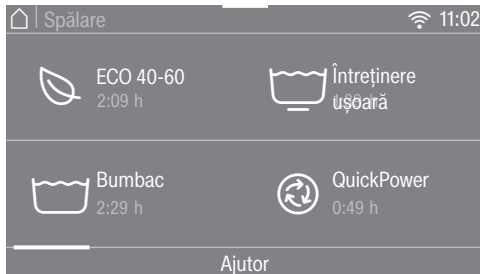 Spălare 11:02
ECO 40-60
2:09 h
Întreținere
ușoară
Bumbac
2:29 h
QuickPower
0:49 h
Ajutor